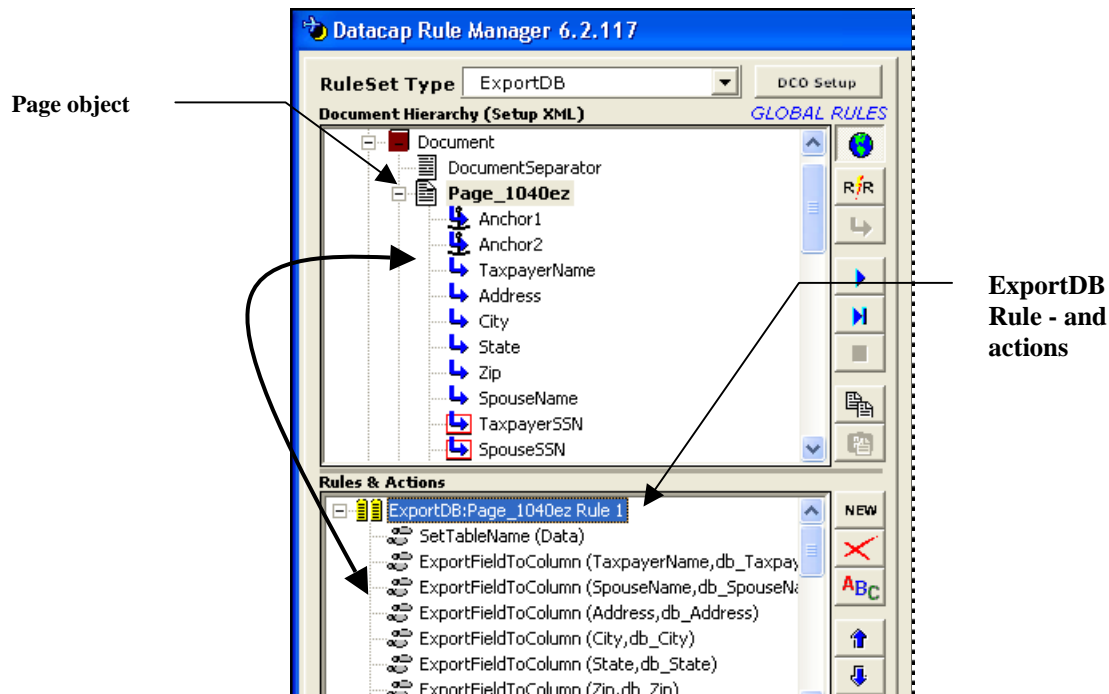 Datacap Rule Manager 6.2.117
RuleSet Type ExportDB DCO Setup
Page object
Document Hierarchy (Setup XML) GLOBAL RULES
Document
DocumentSeparator
R/R
Page_1040ez
Anchor1
Anchor2
TaxpayerName
Address
City
State
Zip
SpouseName
TaxpayerSSN
SpouseSSN
ExportDB
Rule - and
actions
Rules & Actions
ExportDB:Page_1040ez Rule 1
NEW
SetTableName (Data)
ExportFieldToColumn (TaxpayerName,db_Taxpay
ExportFieldToColumn (SpouseName,db_SpouseNa
ABC
ExportFieldToColumn (Address,db_Address)
ExportFieldToColumn (City,db_City)
ExportFieldToColumn (State,db_State)
ExportFieldToColumn (Zip,db_Zip)